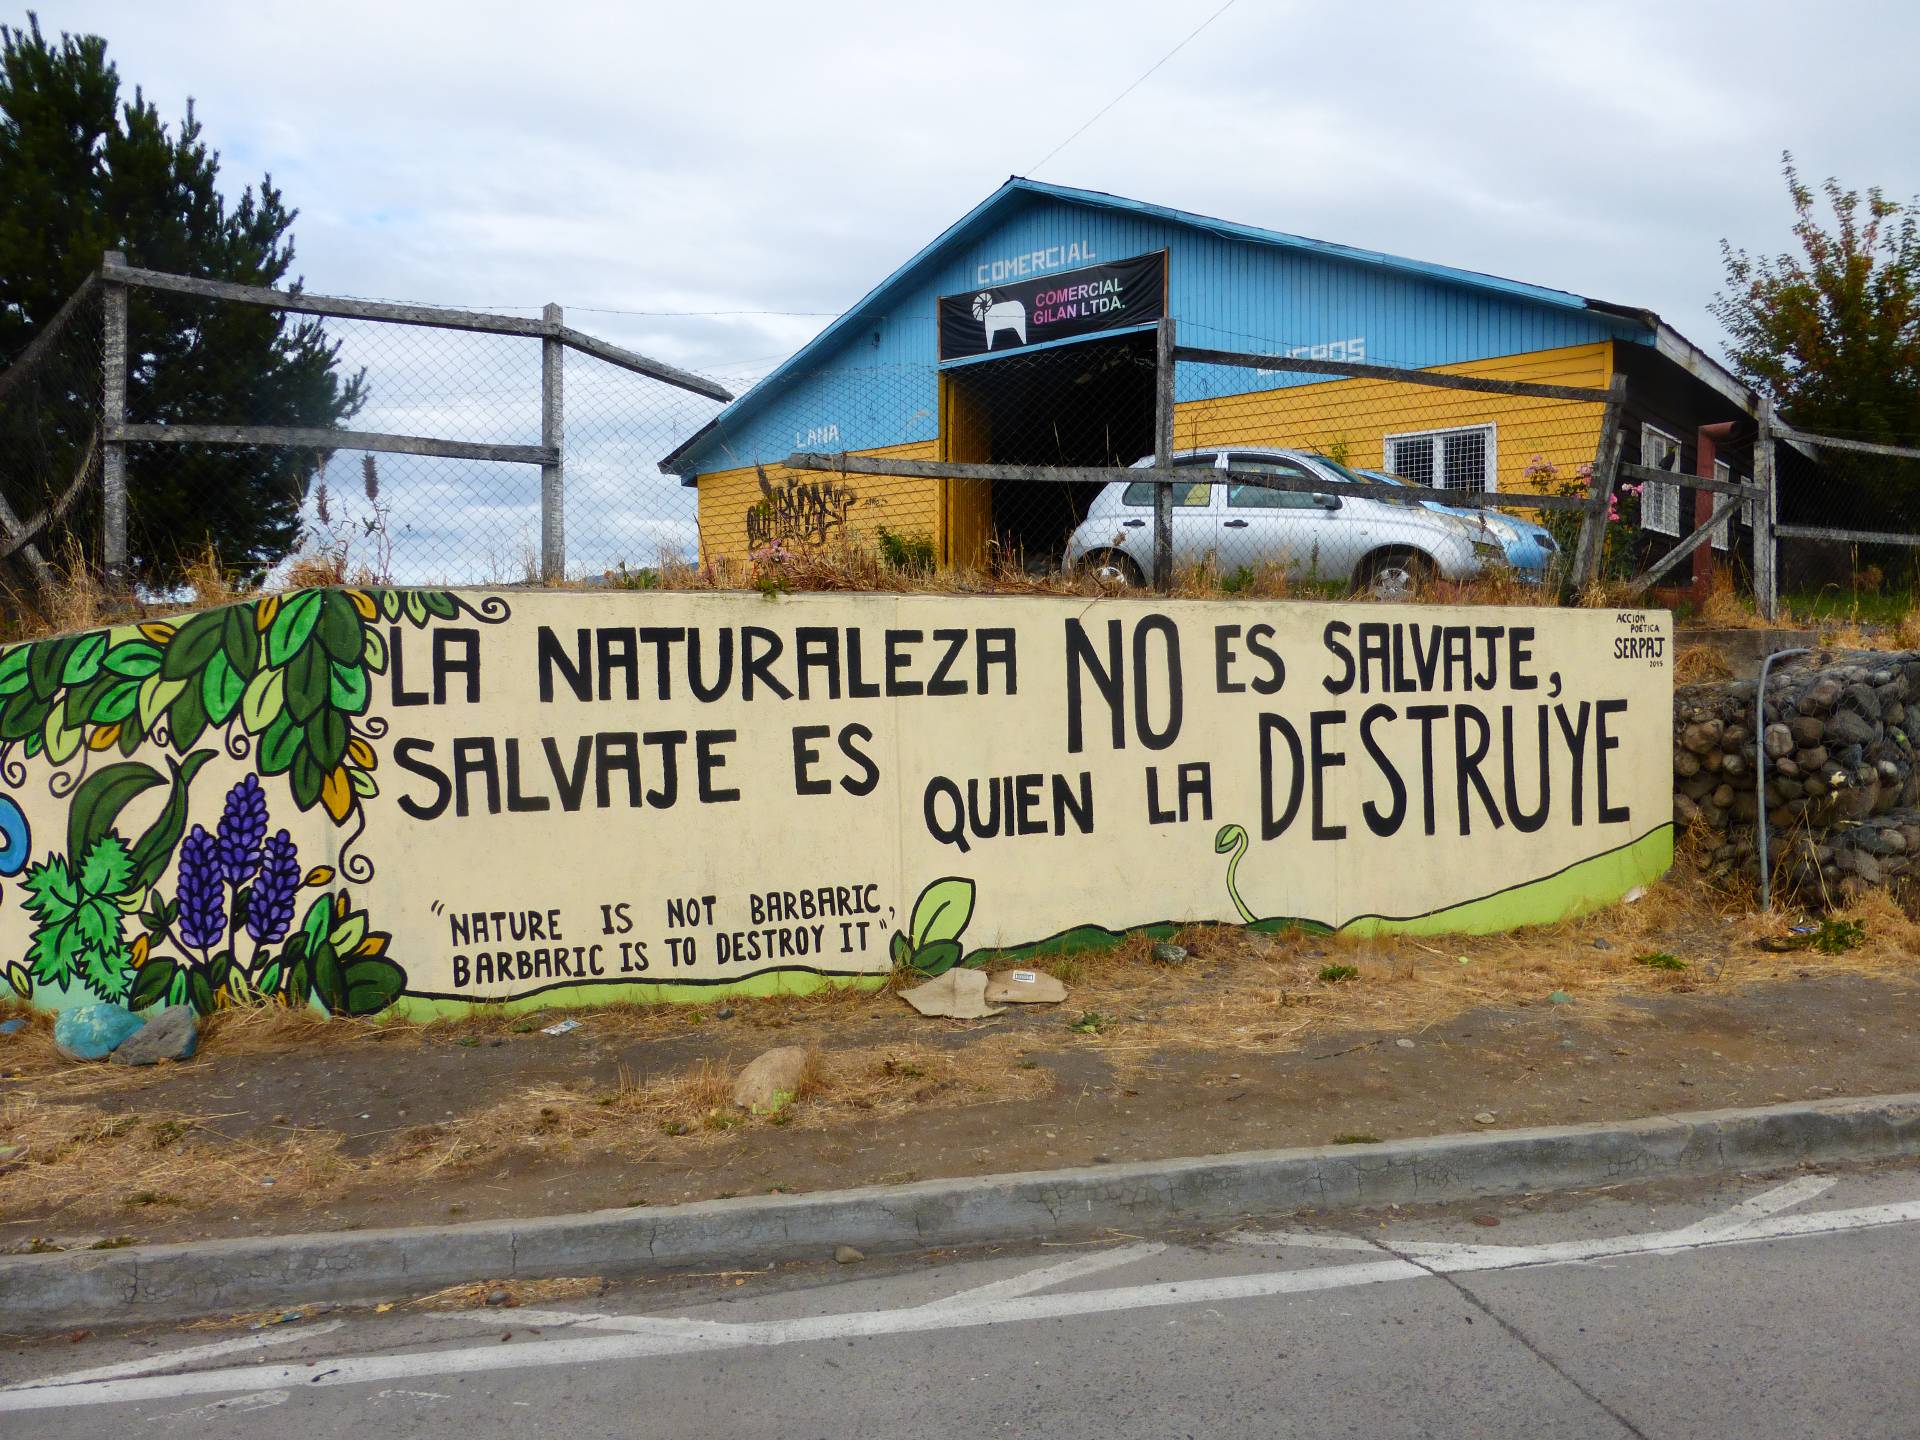 COMERCIAL
COMERCIAL
GILAN LTDA.
CUEROS
LANA
ACCIÓN
POÉTICA
SERPAJ
2015
LA NATURALEZA NO ES SALVAJE,
SALVAJE ES QUIEN LA DESTRUYE
"NATURE IS NOT BARBARIC,
BARBARIC IS TO DESTROY IT"